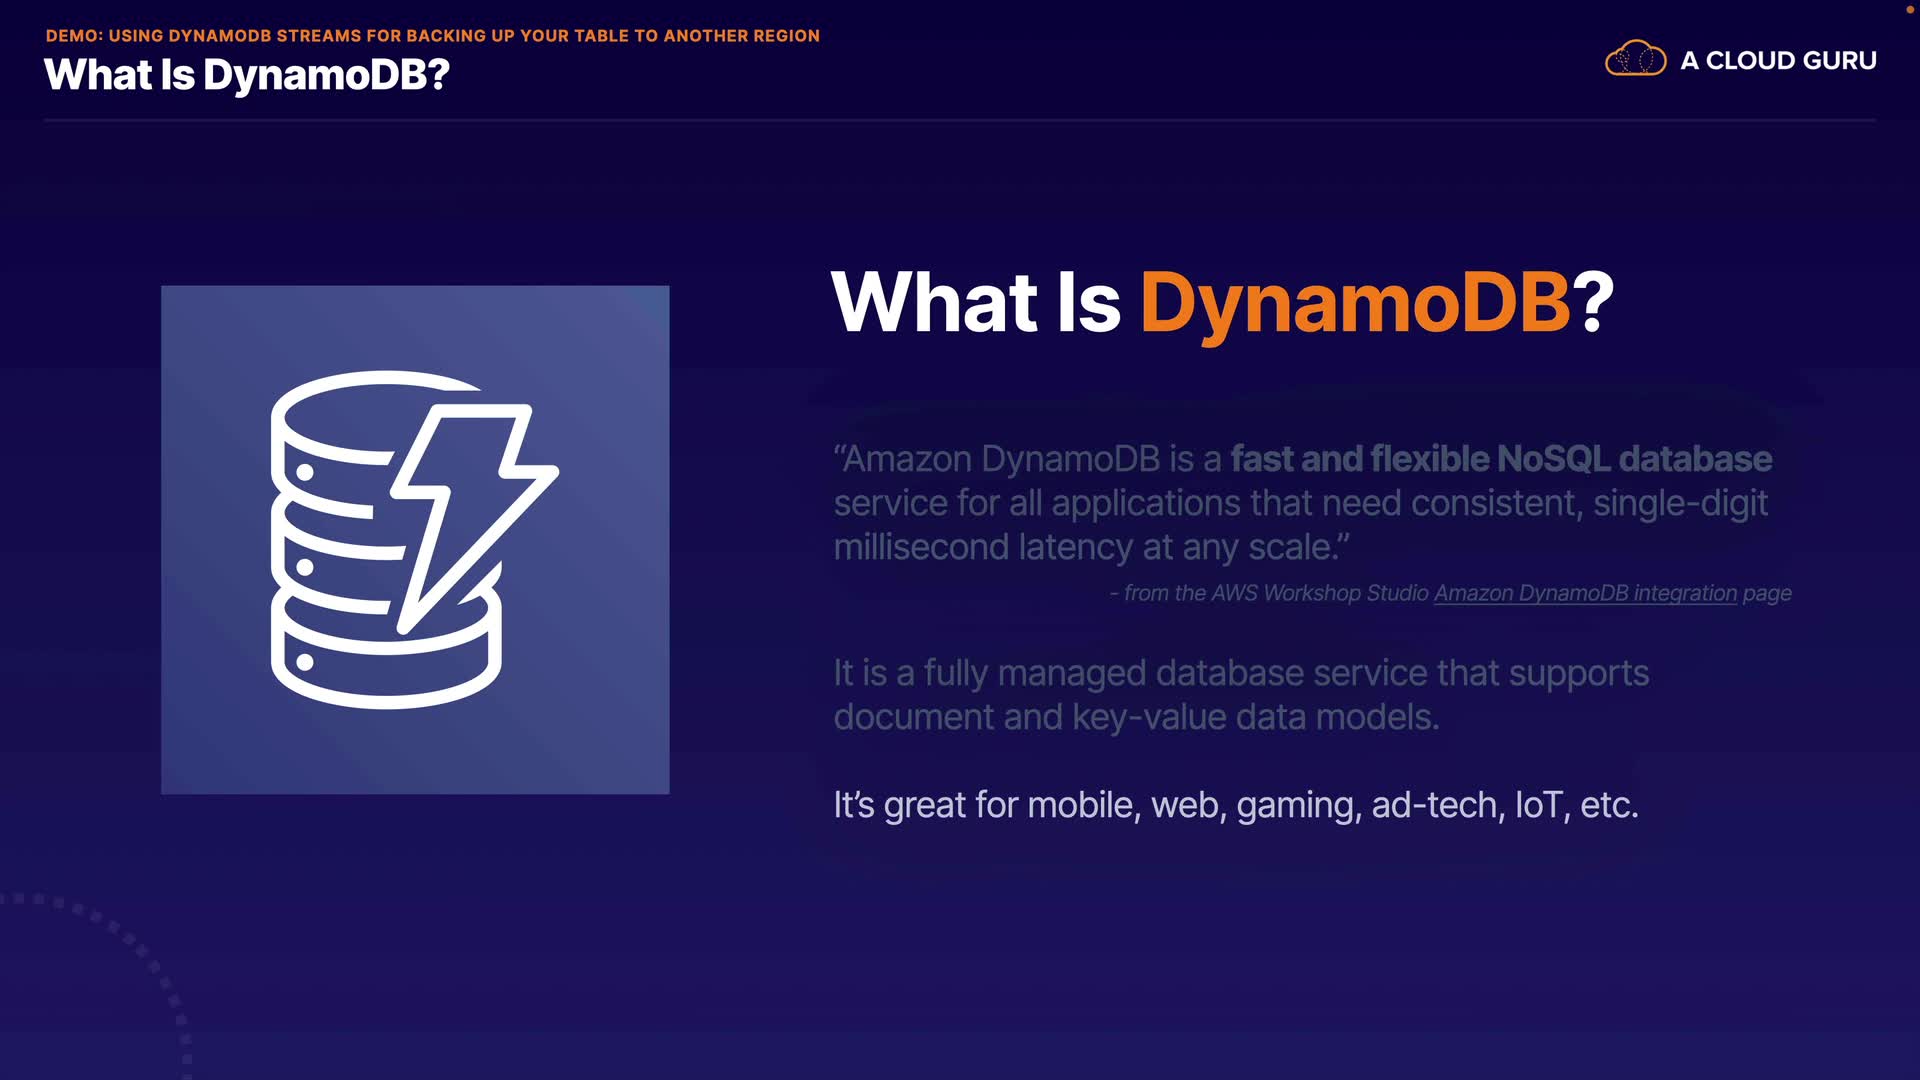 DEMO: USING DYNAMODB STREAMS FOR BACKING UP YOUR TABLE TO ANOTHER REGION
What Is DynamoDB?
A CLOUD GURU
What Is DynamoDB?
“Amazon DynamoDB is a fast and flexible NoSQL database
service for all applications that need consistent, single-digit
millisecond latency at any scale.”
- from the AWS Workshop Studio Amazon DynamoDB integration page
It is a fully managed database service that supports
document and key-value data models.
It’s great for mobile, web, gaming, ad-tech, IoT, etc.